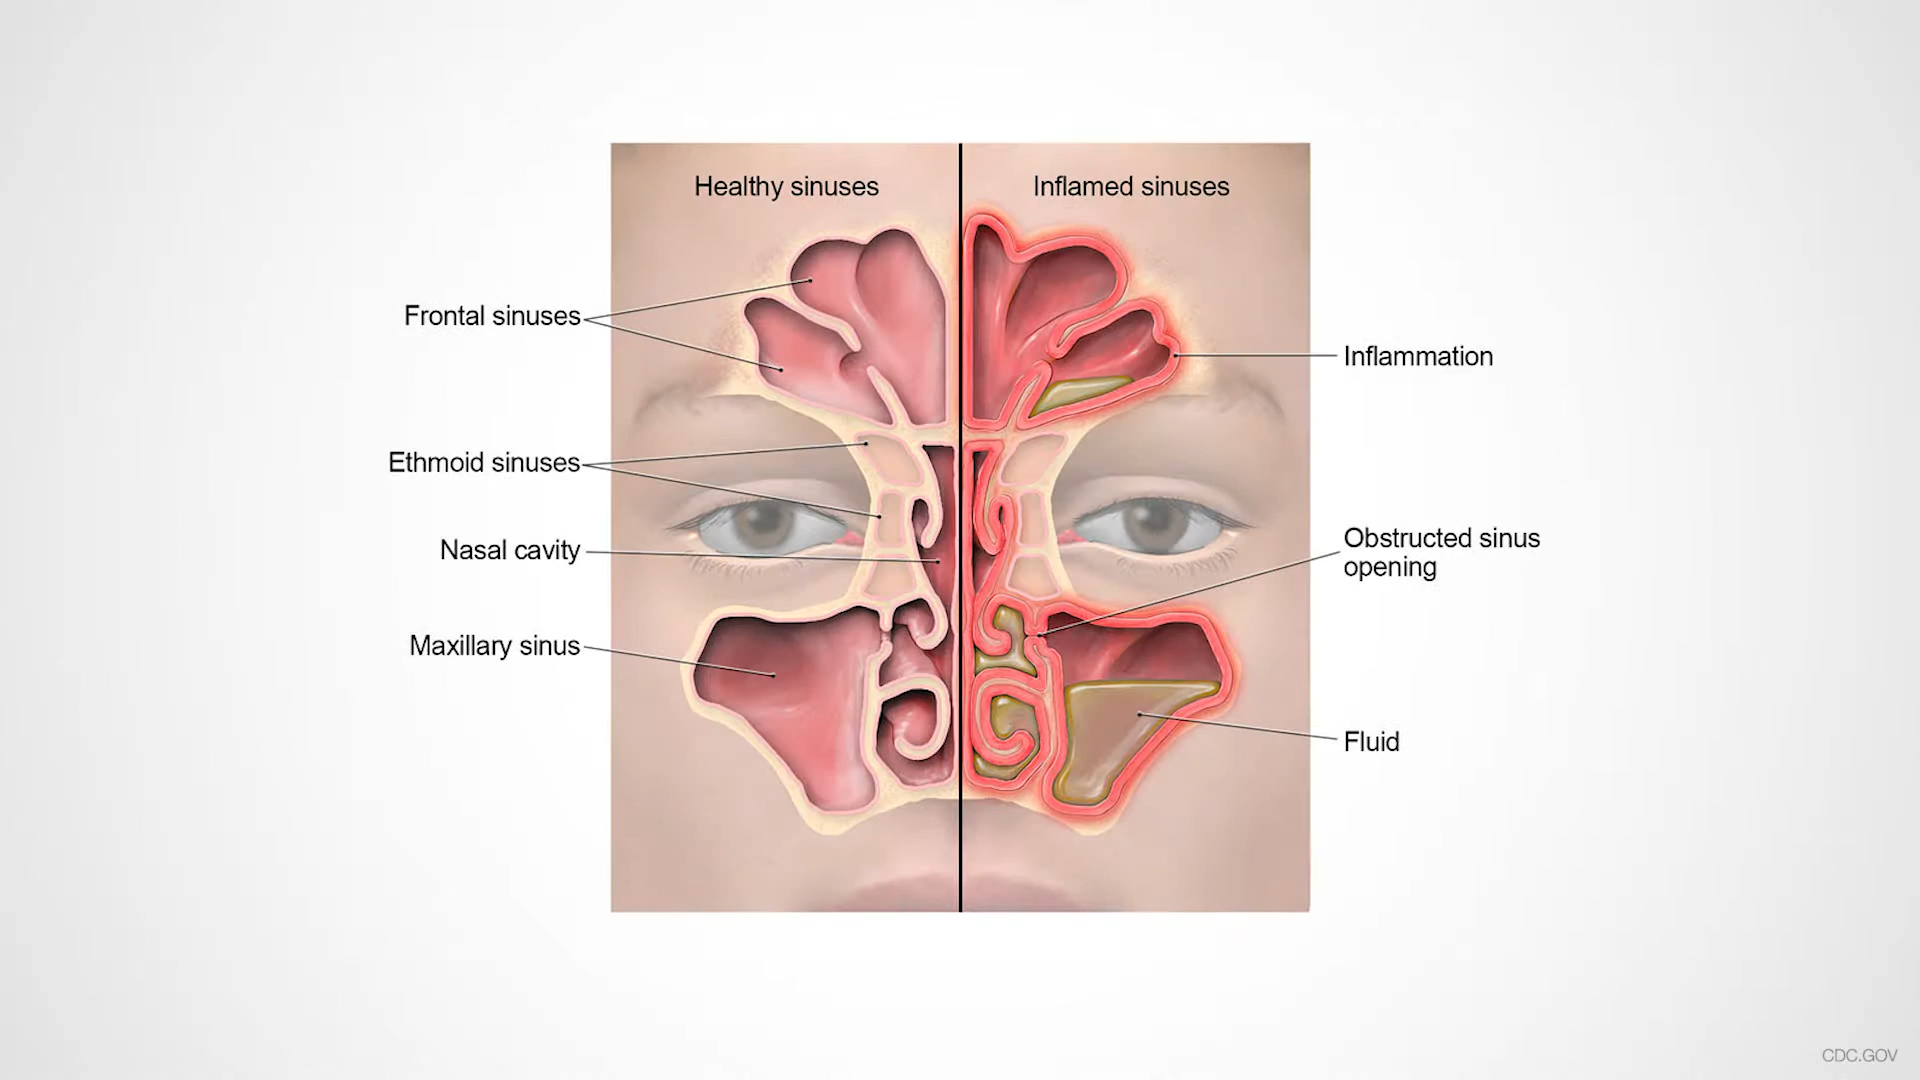 Healthy sinuses
Inflamed sinuses
Frontal sinuses
Ethmoid sinuses
Nasal cavity
Maxillary sinus
Inflammation
Obstructed sinus
opening
Fluid
CDC.GOV